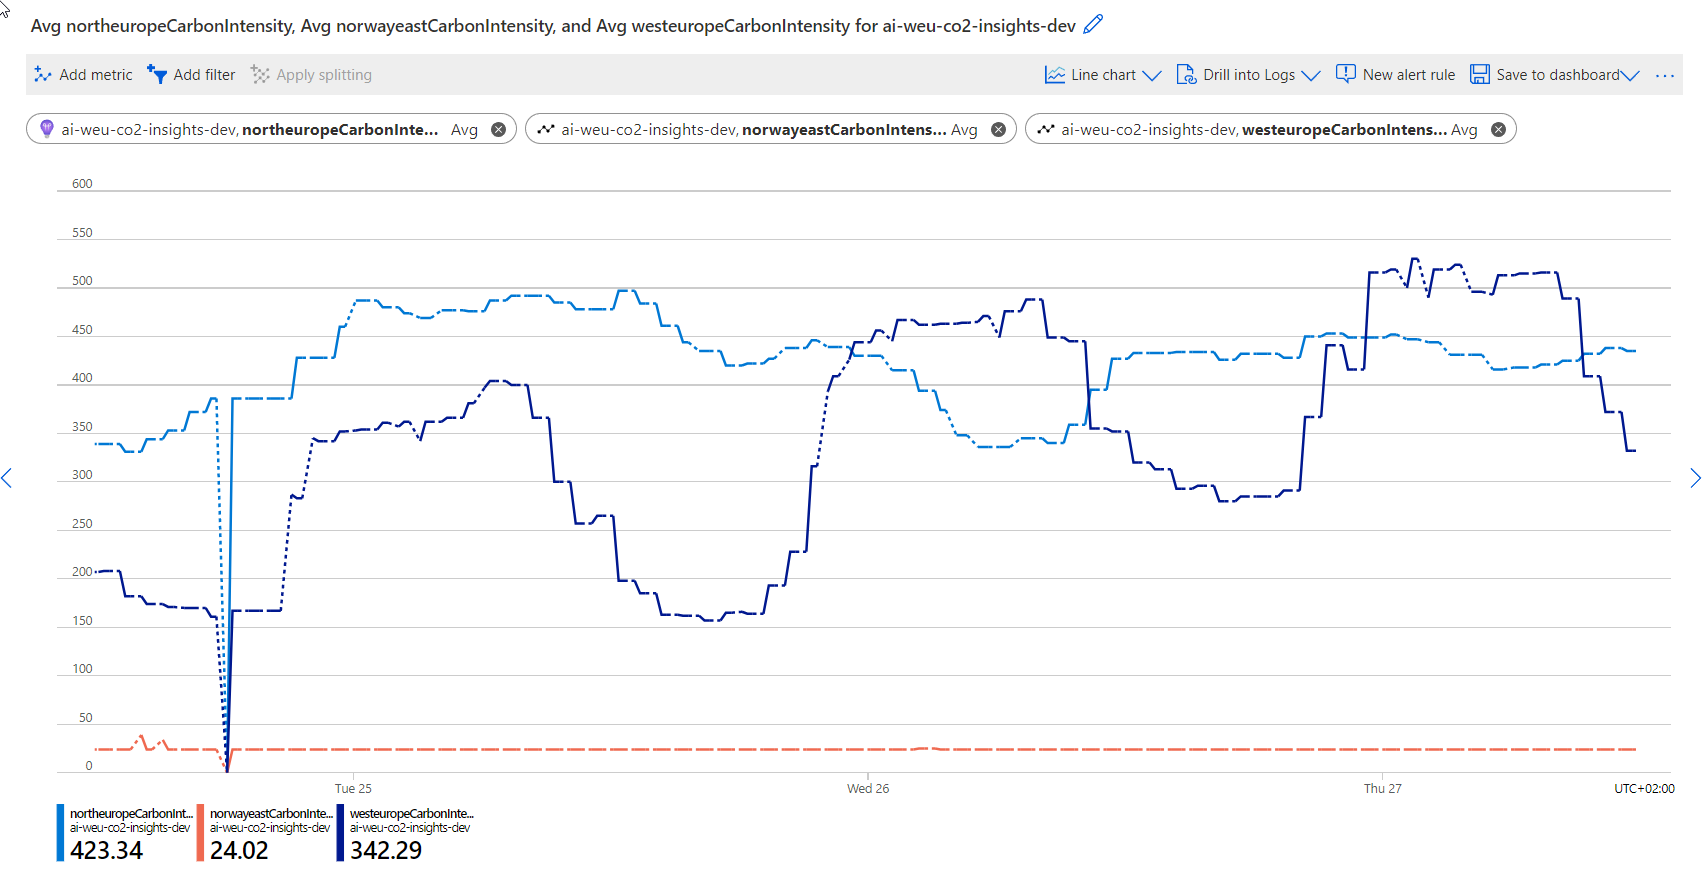 Avg northeuropeCarbonIntensity, Avg norwayeastCarbonIntensity, and Avg westeuropeCarbonIntensity for ai-weu-co2-insights-dev
Add metric Add filter Apply splitting Line chart Drill into Logs New alert rule Save to dashboard ...
ai-weu-co2-insights-dev, northeuropeCarbonInte... Avg ai-weu-co2-insights-dev, norwayeastCarbonIntens... Avg ai-weu-co2-insights-dev, westeuropeCarbonIntens... Avg
600
550
500
450
400
350
300
250
200
150
100
50
0
Tue 25 Wed 26 Thu 27 UTC+02:00
northeuropeCarbonInt... norwayeastCarbonInte... westeuropeCarbonInte...
ai-weu-co2-insights-dev ai-weu-co2-insights-dev ai-weu-co2-insights-dev
423.34 24.02 342.29